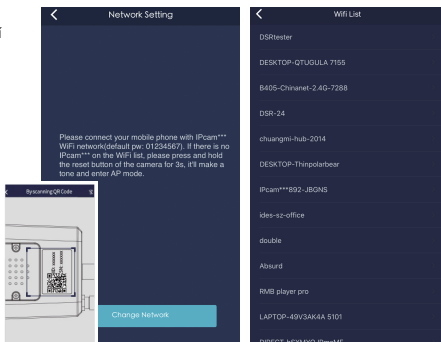 Network Setting
Please connect your mobile phone with IPcam***
WiFi network(default pw: 01234567). If there is no
IPcam*** on the WiFi list, please press and hold
the reset button of the camera for 3s, it'll make a
tone and enter AP mode.
By scanning QR Code
Change Network
Wifi List
DSRtester
DESKTOP-QTUGULA 7155
B405-Chinanet-2.4G-7288
DSR-24
chuangmi-hub-2014
DESKTOP-Thinpolarbear
IPcam***892-JBGNS
ides-sz-office
double
Absurd
RMB player pro
LAPTOP-49V3AK4A 5101